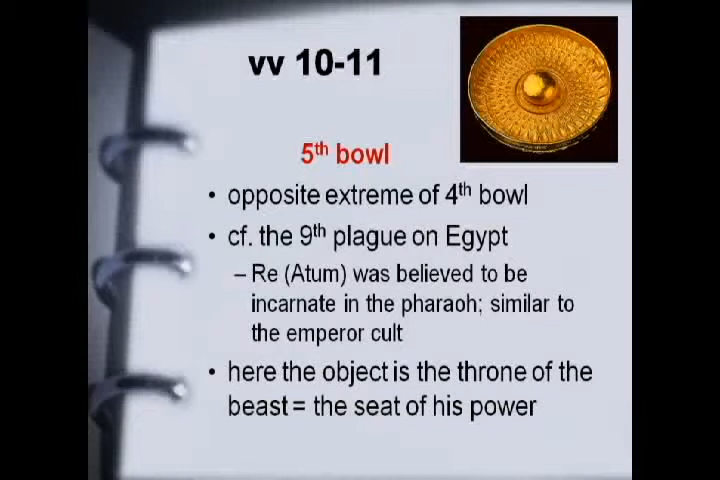 vv 10-11
5th bowl
• opposite extreme of 4th bowl
• cf. the 9th plague on Egypt
– Re (Atum) was believed to be
incarnate in the pharaoh; similar to
the emperor cult
• here the object is the throne of the
beast = the seat of his power